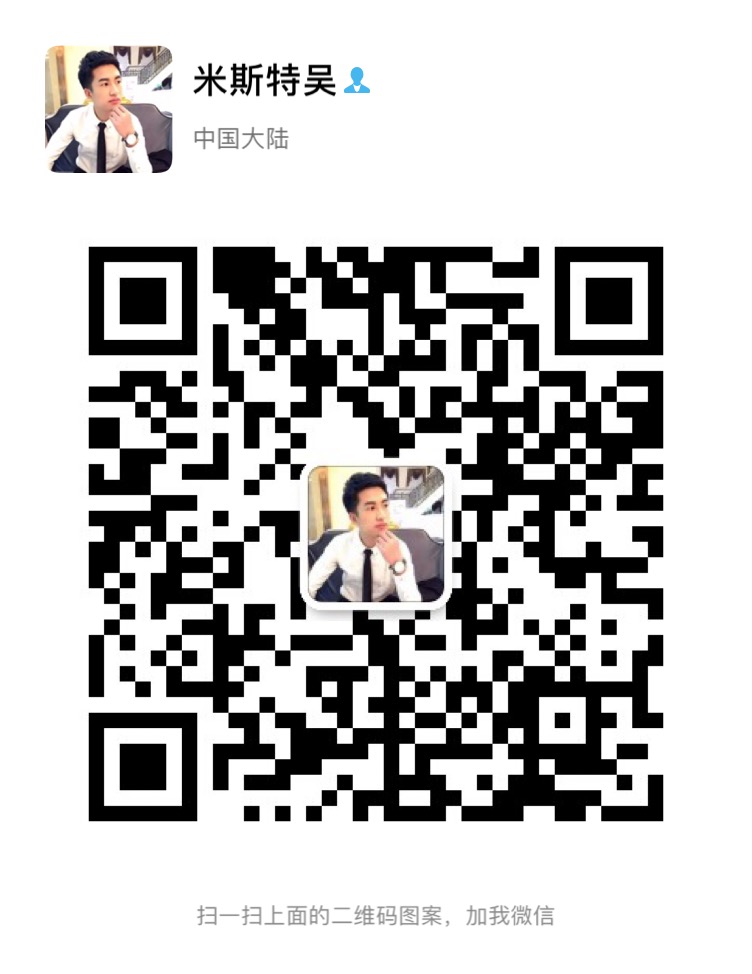 米斯特吴
中国大陆
扫一扫上面的二维码图案，加我微信